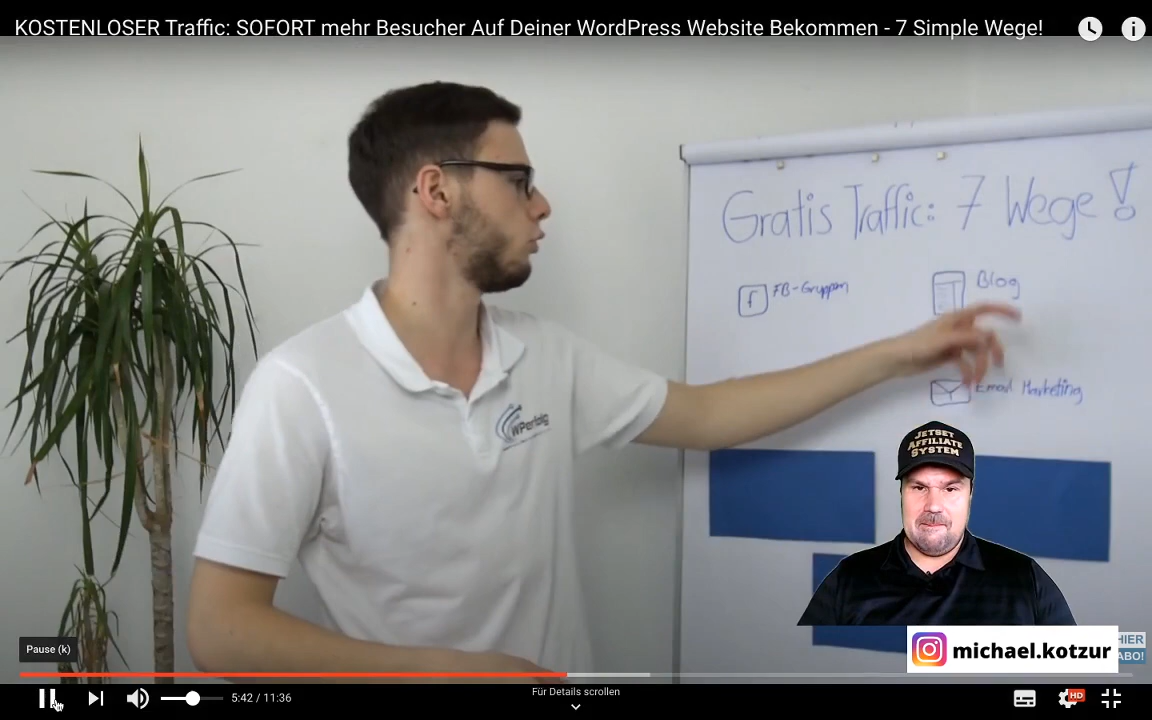 KOSTENLOSER Traffic: SOFORT mehr Besucher Auf Deiner WordPress Website Bekommen - 7 Simple Wege!
Gratis Traffic: 7 Wege!
f FB-Gruppen
Blog
Email Marketing
WPerfolg
JETSET
AFFILIATE
SYSTEM
michael.kotzur
HIER
ABO!
Pause (k)
5:42 / 11:36
Für Details scrollen
HD